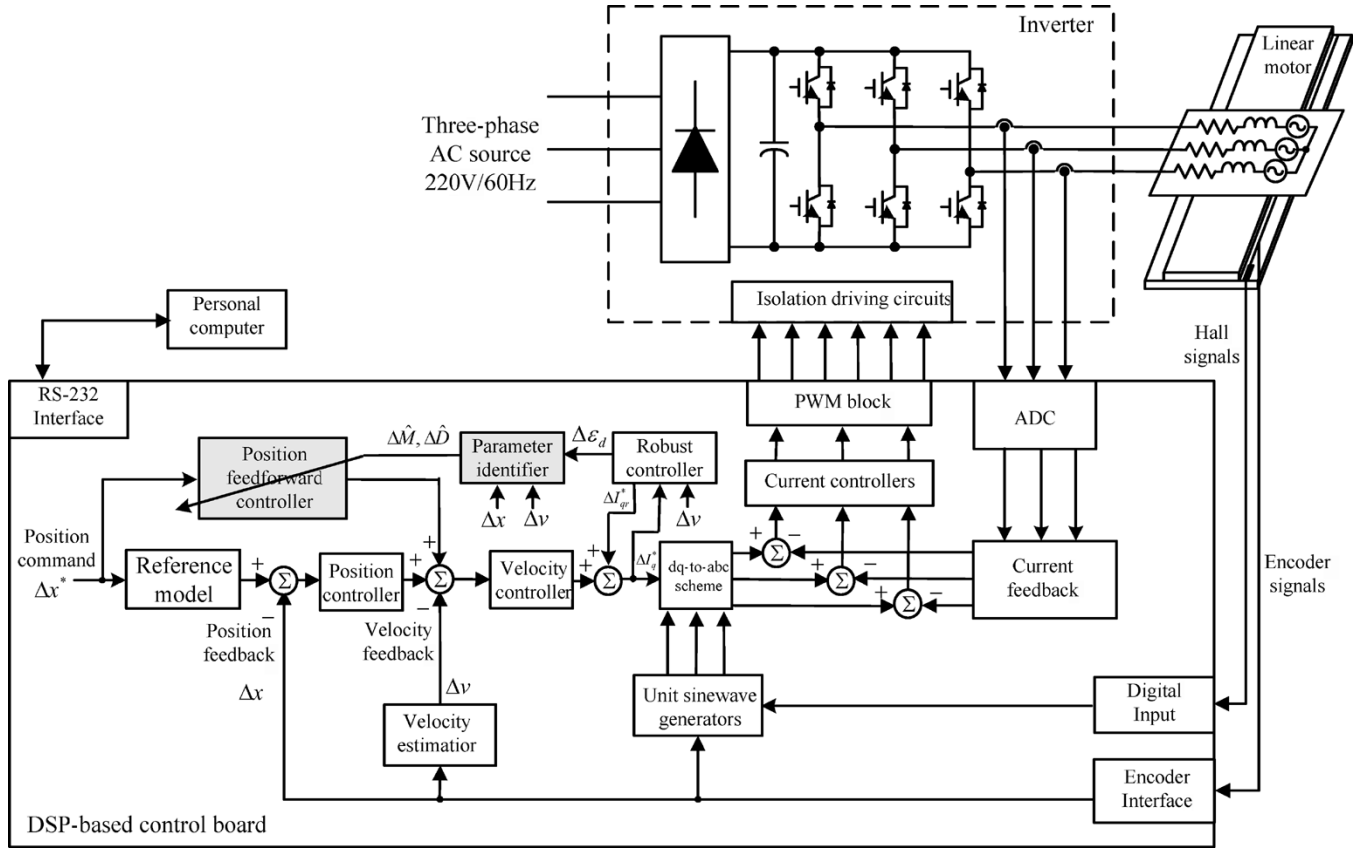 Inverter
Linear
motor
Three-phase
AC source
220V/60Hz
Isolation driving circuits
Personal
computer
Hall
signals
RS-232
Interface
PWM block
ADC
Position
feedforward
controller
ΔM̂, ΔD̂
Parameter
identifier
Δε_d
Robust
controller
Current controllers
Δx
Δv
ΔI*_qr
Δv
Position
command
Δx*
Reference
model
+
Σ
−
Position
controller
+
+
Σ
−
Velocity
controller
+
+
Σ
ΔI*_q
dq-to-abc
scheme
+
Σ
−
+
Σ
−
+
Σ
−
Current
feedback
Encoder
signals
Position
feedback
Δx
Velocity
feedback
Δv
Velocity
estimatior
Unit sinewave
generators
Digital
Input
Encoder
Interface
DSP-based control board